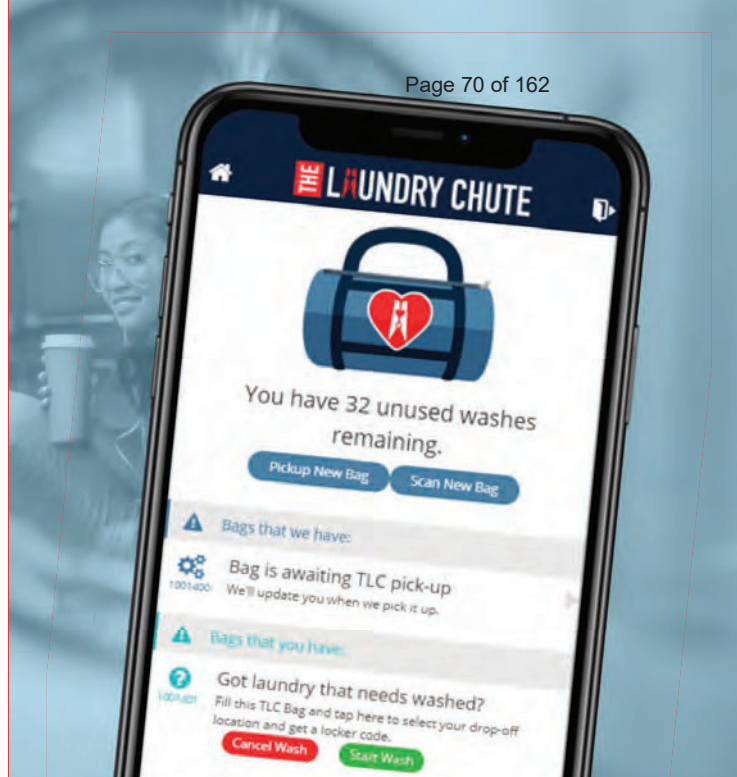 Page 70 of 162
THE LAUNDRY CHUTE
You have 32 unused washes
remaining.
Pickup New Bag Scan New Bag
Bags that we have:
Bag is awaiting TLC pick-up
1001400 We'll update you when we pick it up.
Bags that you have:
Got laundry that needs washed?
Fill this TLC Bag and tap here to select your drop-off
location and get a locker code.
Cancel Wash Start Wash